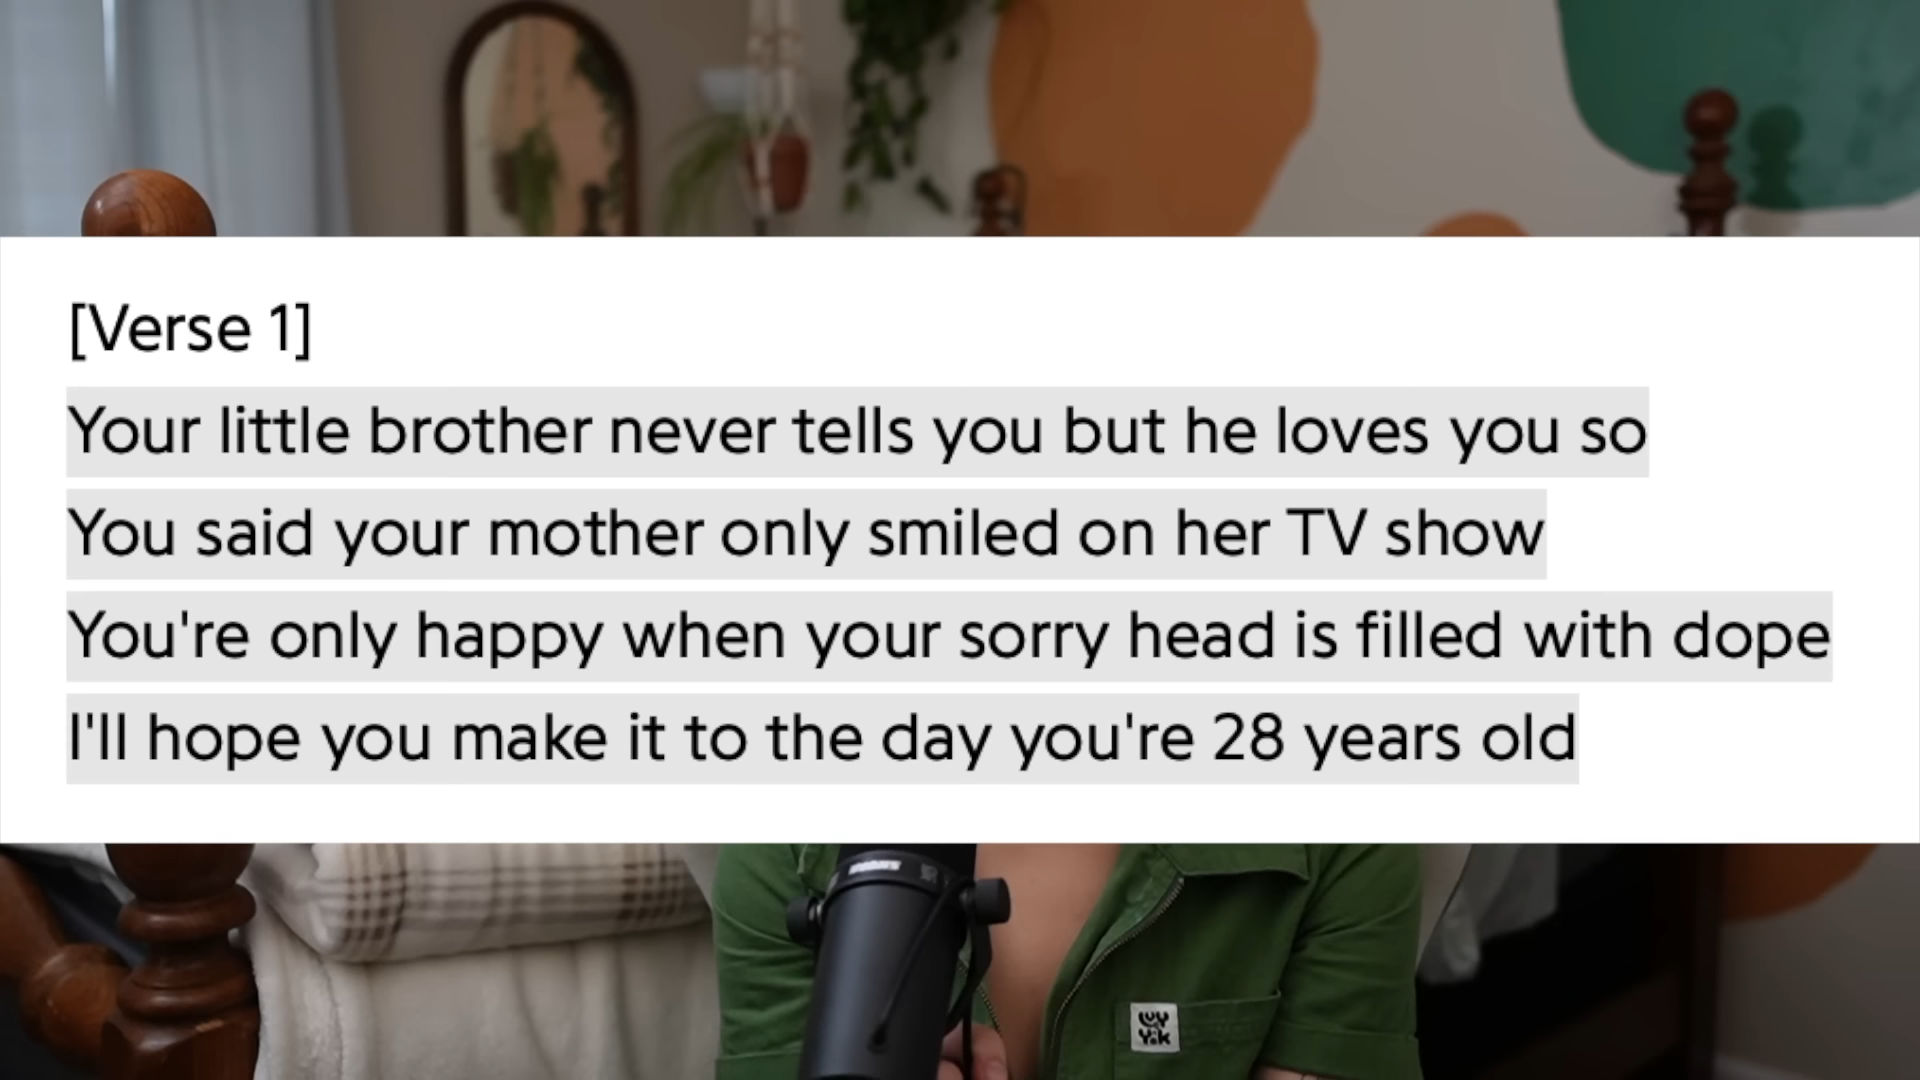 [Verse 1]
Your little brother never tells you but he loves you so
You said your mother only smiled on her TV show
You're only happy when your sorry head is filled with dope
I'll hope you make it to the day you're 28 years old
LUCY
& YAK